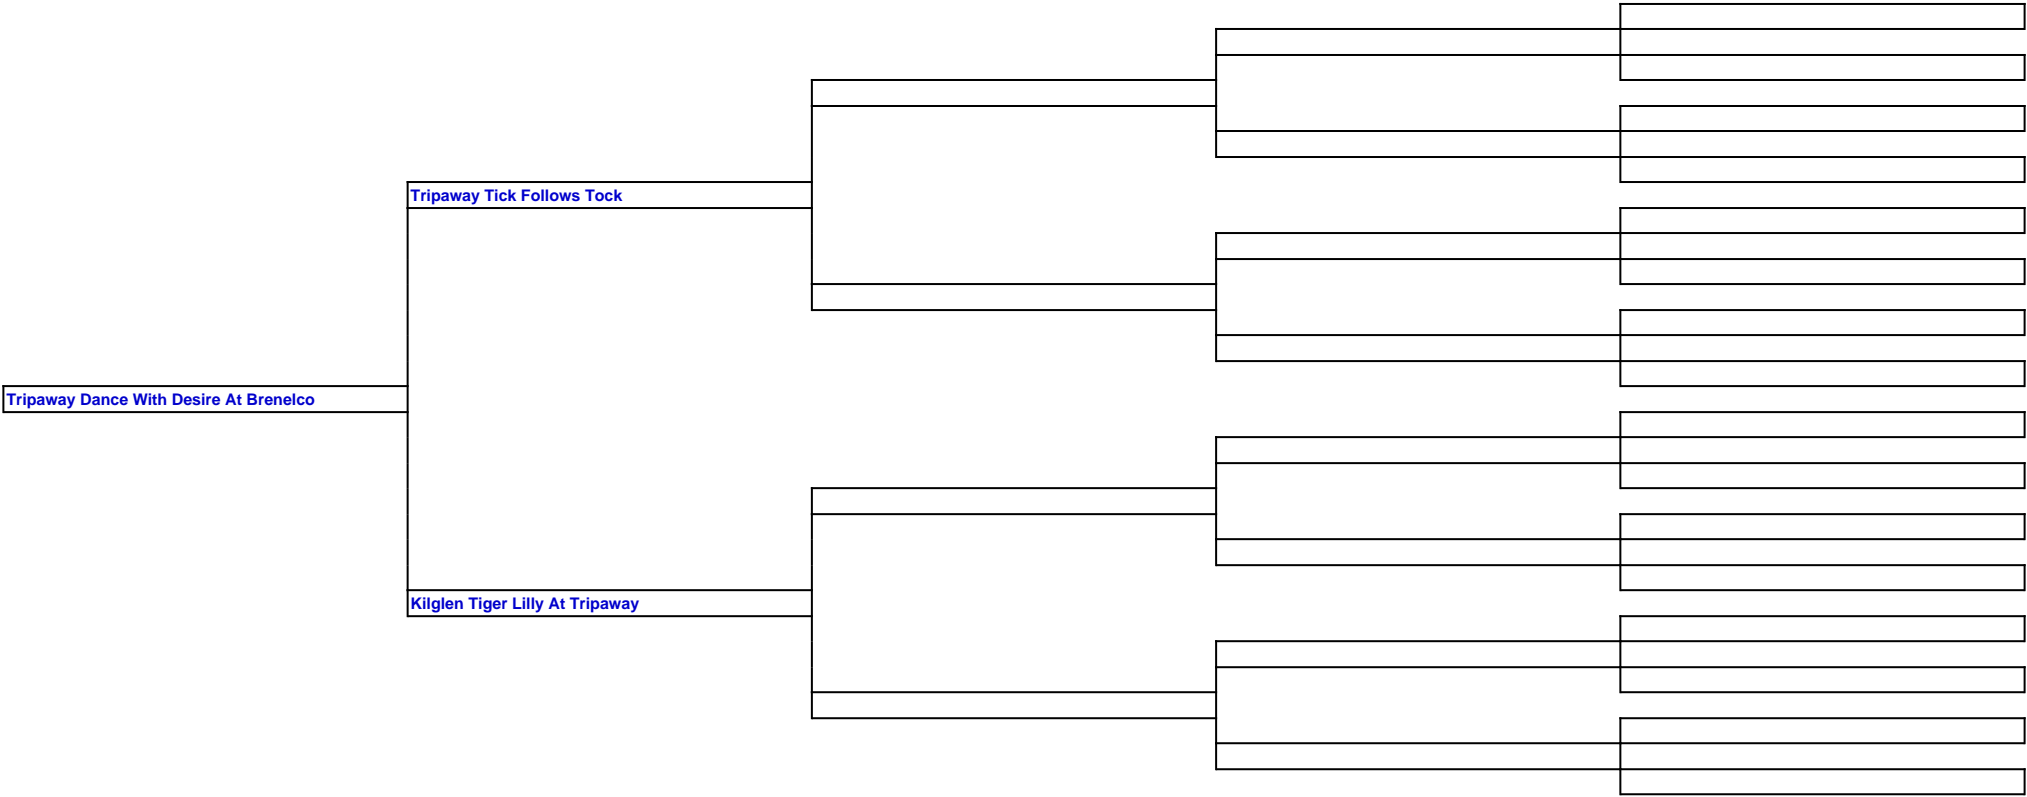 Tripaway Tick Follows Tock
Tripaway Dance With Desire At Brenelco
Kilglen Tiger Lilly At Tripaway